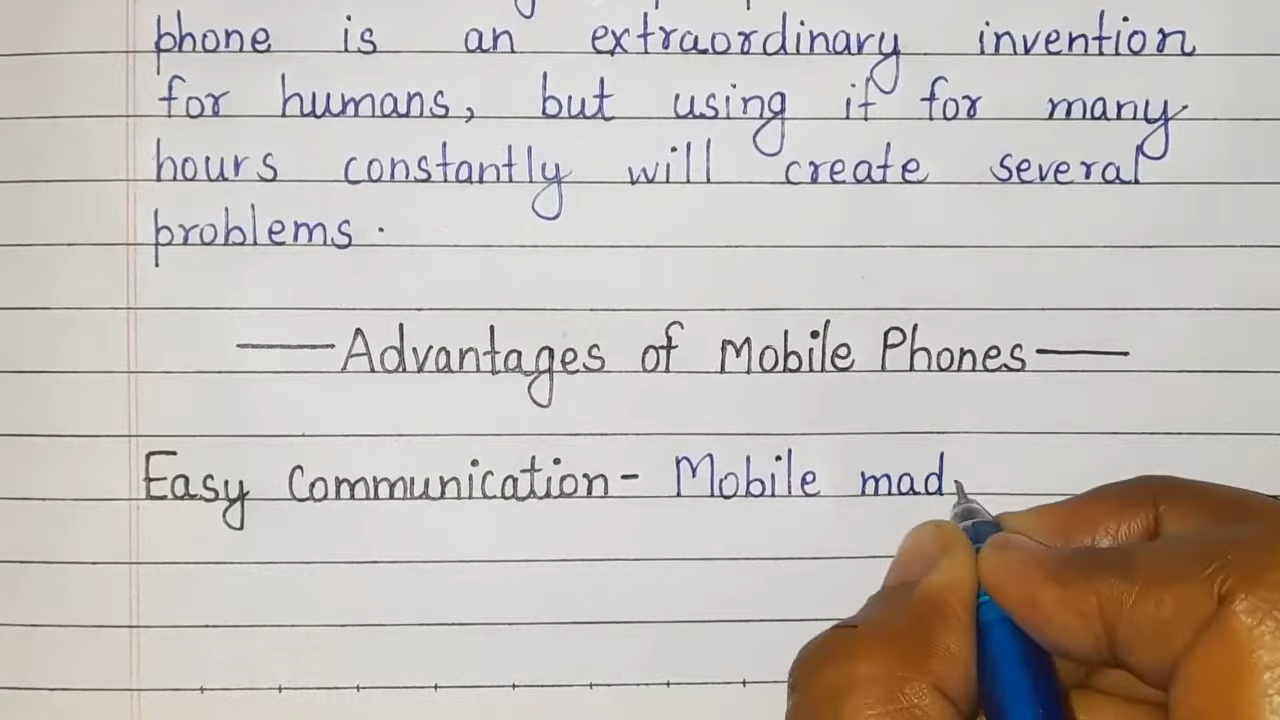 phone is an extraordinary invention
for humans, but using it for many
hours constantly will create several
problems.
— Advantages of Mobile Phones —
Easy Communication - Mobile mad